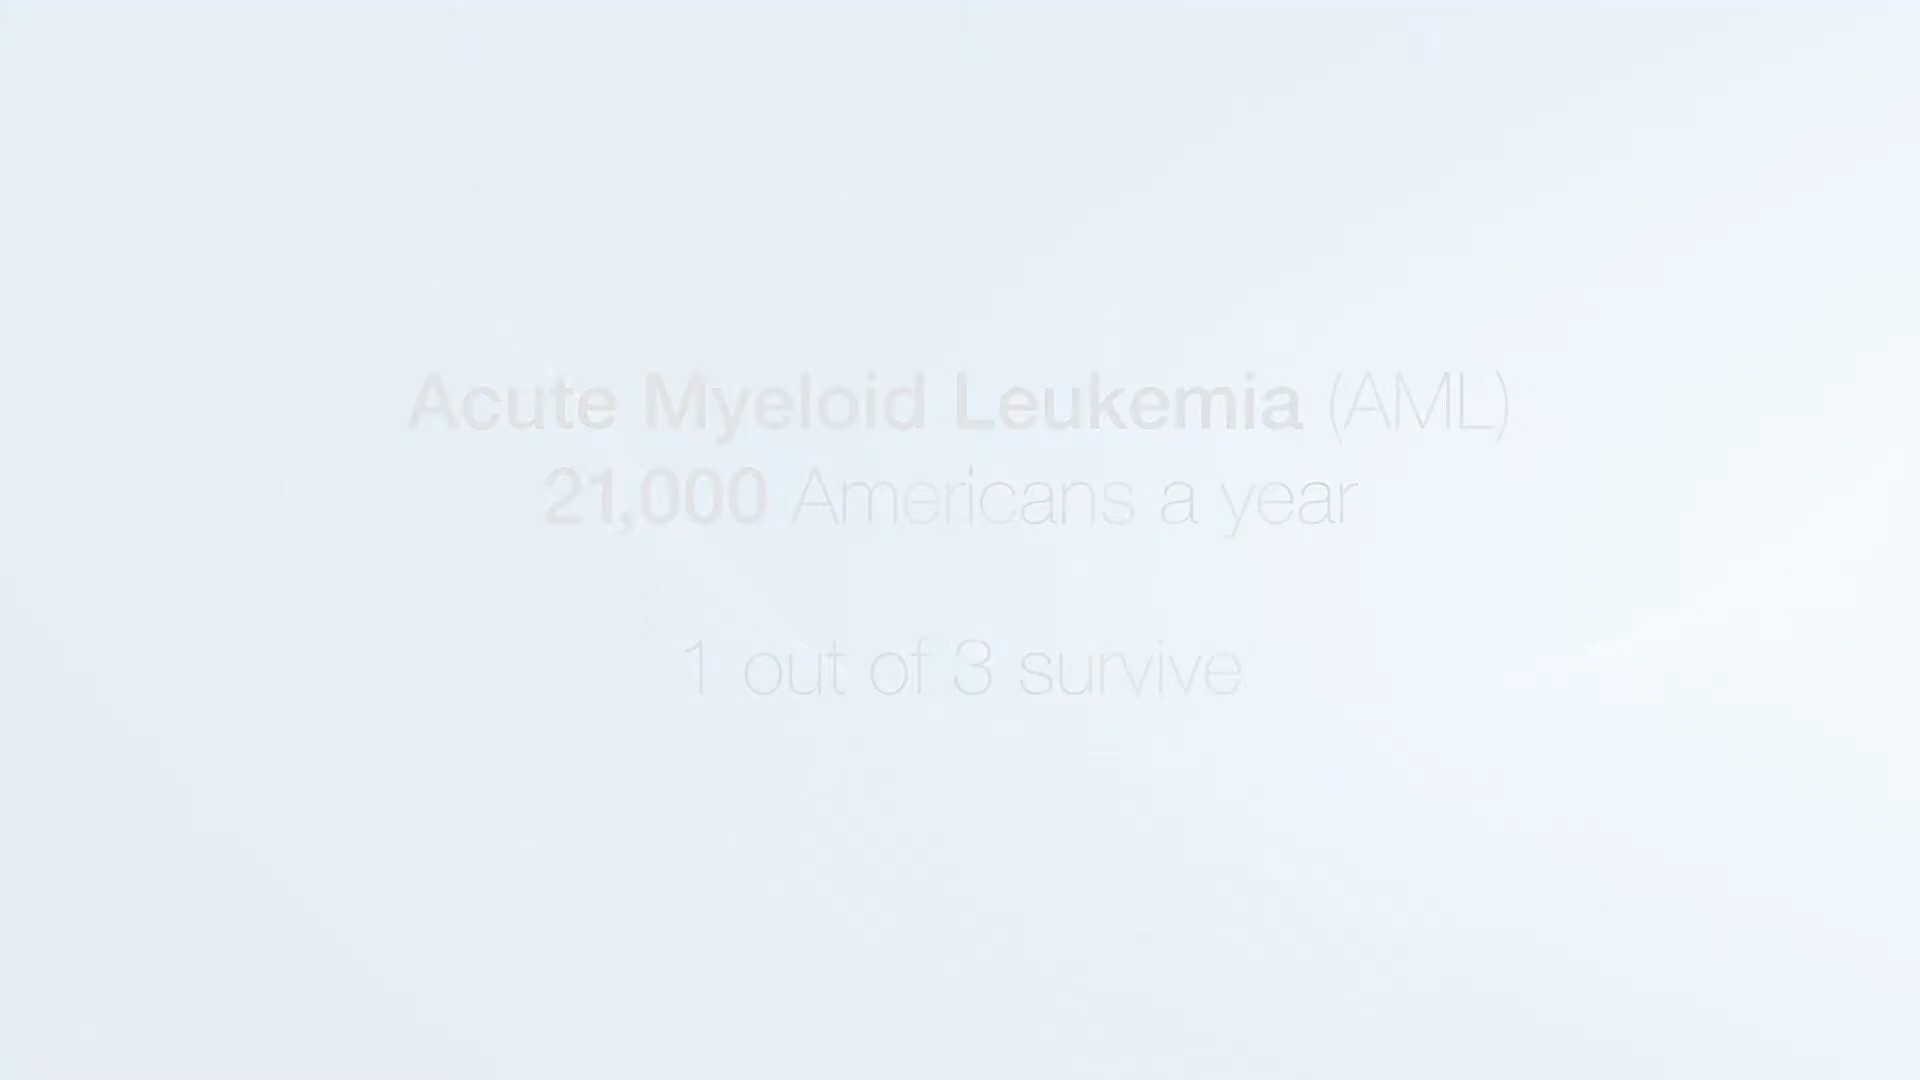 Acute Myeloid Leukemia (AML)
21,000 Americans a year
1 out of 3 survive